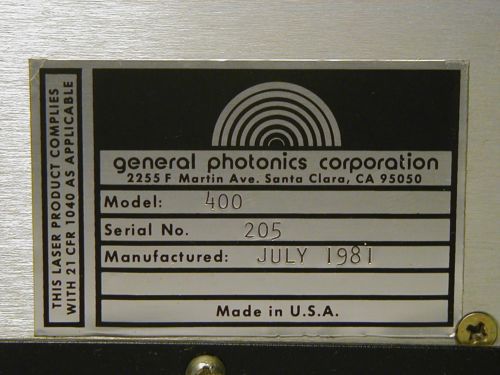 THIS LASER PRODUCT COMPLIES
WITH 21 CFR 1040 AS APPLICABLE
general photonics corporation
2255 F Martin Ave. Santa Clara, CA 95050
Model: 400
Serial No. 205
Manufactured: JULY 1981
Made in U.S.A.